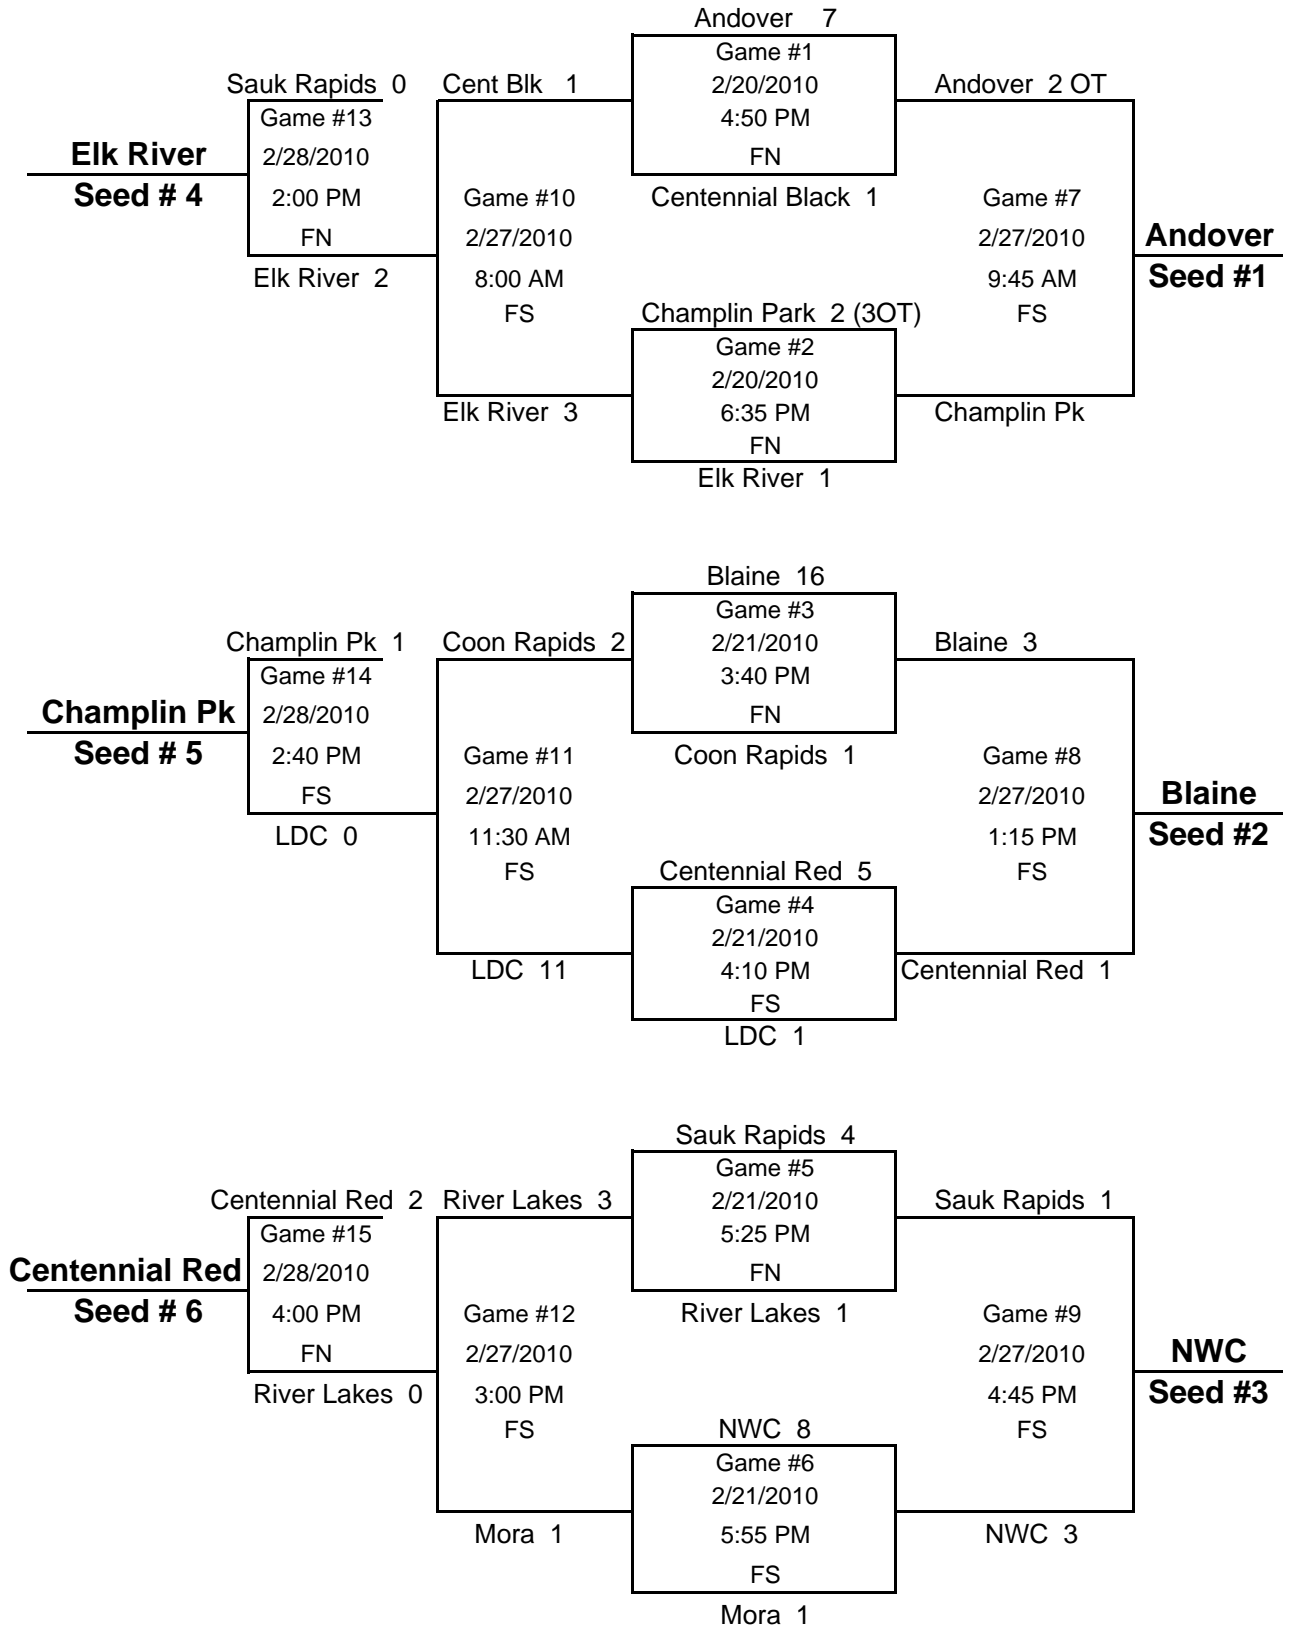 Andover 7
Game #1
Sauk Rapids 0 Cent Blk 1 2/20/2010 Andover 2 OT
Game #13 4:50 PM
Elk River 2/28/2010 FN
Seed # 4 2:00 PM Game #10 Centennial Black 1 Game #7
FN 2/27/2010 2/27/2010 Andover
Elk River 2 8:00 AM 9:45 AM Seed #1
FS Champlin Park 2 (3OT) FS
Game #2
2/20/2010
Elk River 3 6:35 PM Champlin Pk
FN
Elk River 1
Blaine 16
Game #3
Champlin Pk 1 Coon Rapids 2 2/21/2010 Blaine 3
Game #14 3:40 PM
Champlin Pk 2/28/2010 FN
Seed # 5 2:40 PM Game #11 Coon Rapids 1 Game #8
FS 2/27/2010 2/27/2010 Blaine
LDC 0 11:30 AM 1:15 PM Seed #2
FS Centennial Red 5 FS
Game #4
2/21/2010
LDC 11 4:10 PM Centennial Red 1
FS
LDC 1
Sauk Rapids 4
Game #5
Centennial Red 2 River Lakes 3 2/21/2010 Sauk Rapids 1
Game #15 5:25 PM
Centennial Red 2/28/2010 FN
Seed # 6 4:00 PM Game #12 River Lakes 1 Game #9
FN 2/27/2010 2/27/2010 NWC
River Lakes 0 3:00 PM 4:45 PM Seed #3
FS NWC 8 FS
Game #6
2/21/2010
Mora 1 5:55 PM NWC 3
FS
Mora 1